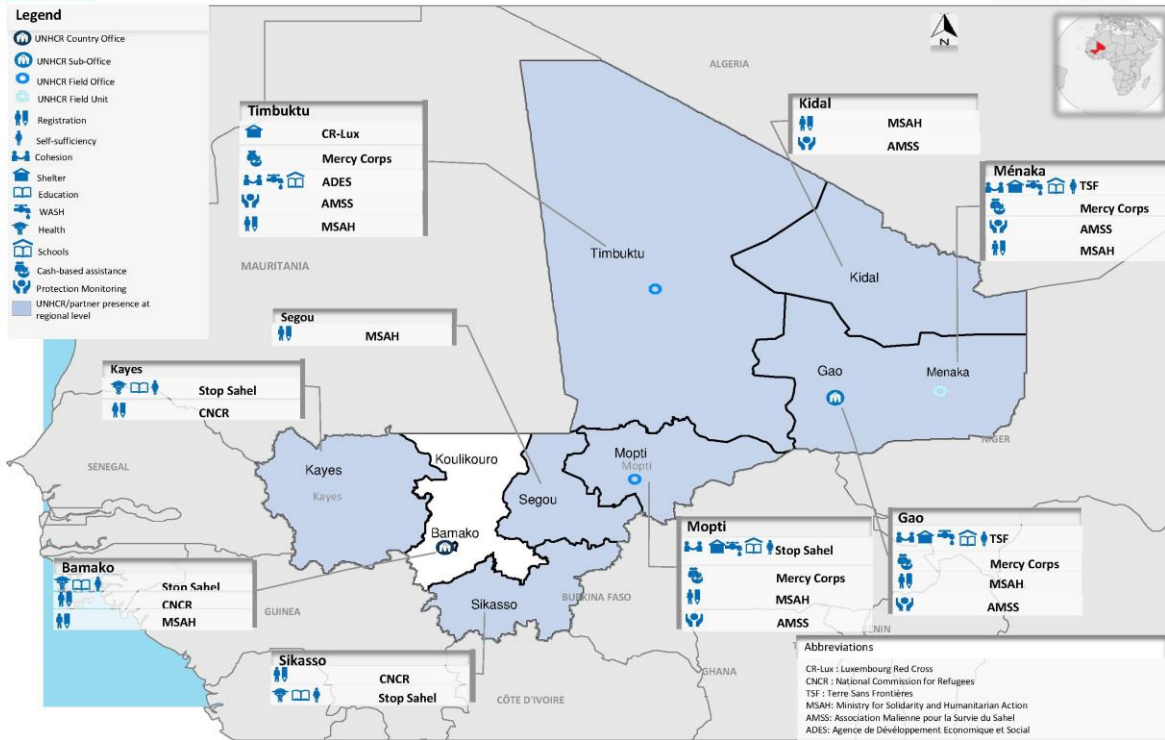 Legend
UNHCR Country Office
UNHCR Sub-Office
UNHCR Field Office
UNHCR Field Unit
Registration
Self-sufficiency
Cohesion
Shelter
Education
WASH
Health
Schools
Cash-based assistance
Protection Monitoring
UNHCR/partner presence at
regional level
N
ALGERIA
MAURITANIA
SENEGAL
GUINEA
CÔTE D'IVOIRE
GHANA
BURKINA FASO
NIGER
ENIN
Timbuktu
CR-Lux
Mercy Corps
ADES
AMSS
MSAH
Kidal
MSAH
AMSS
Ménaka
TSF
Mercy Corps
AMSS
MSAH
Segou
MSAH
Kayes
Stop Sahel
CNCR
Timbuktu
Kidal
Gao
Menaka
Mopti
Mopti
Segou
Koulikouro
Kayes
Kayes
Bamako
Sikasso
Bamako
Stop Sahel
CNCR
MSAH
Sikasso
CNCR
Stop Sahel
Mopti
Stop Sahel
Mercy Corps
MSAH
AMSS
Gao
TSF
Mercy Corps
MSAH
AMSS
Abbreviations
CR-Lux : Luxembourg Red Cross
CNCR : National Commission for Refugees
TSF : Terre Sans Frontières
MSAH: Ministry for Solidarity and Humanitarian Action
AMSS: Association Malienne pour la Survie du Sahel
ADES: Agence de Développement Economique et Social